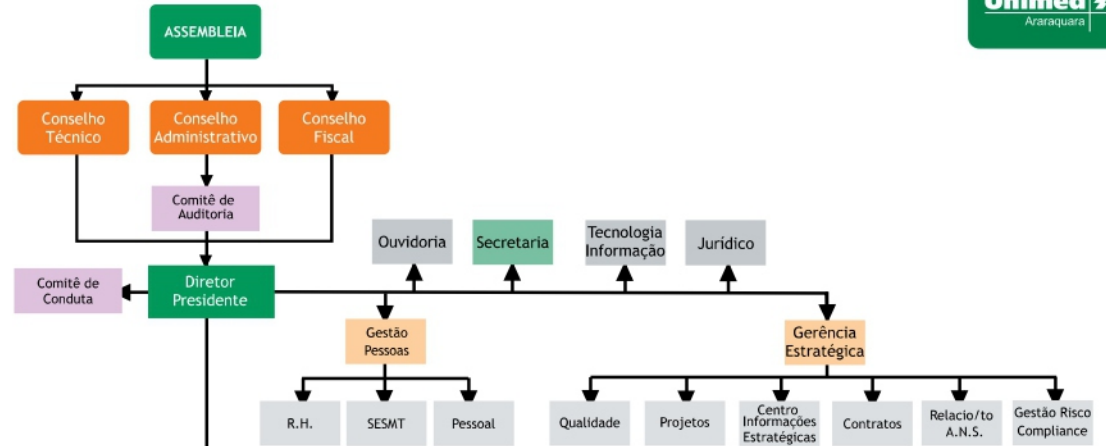 Unimed
Araraquara
ASSEMBLEIA
Conselho
Técnico
Conselho
Administrativo
Conselho
Fiscal
Comitê de
Auditoria
Ouvidoria
Secretaria
Tecnologia
Informação
Jurídico
Comitê de
Conduta
Diretor
Presidente
Gestão
Pessoas
Gerência
Estratégica
R.H.
SESMT
Pessoal
Qualidade
Projetos
Centro
Informações
Estratégicas
Contratos
Relacio/to
A.N.S.
Gestão Risco
Compliance